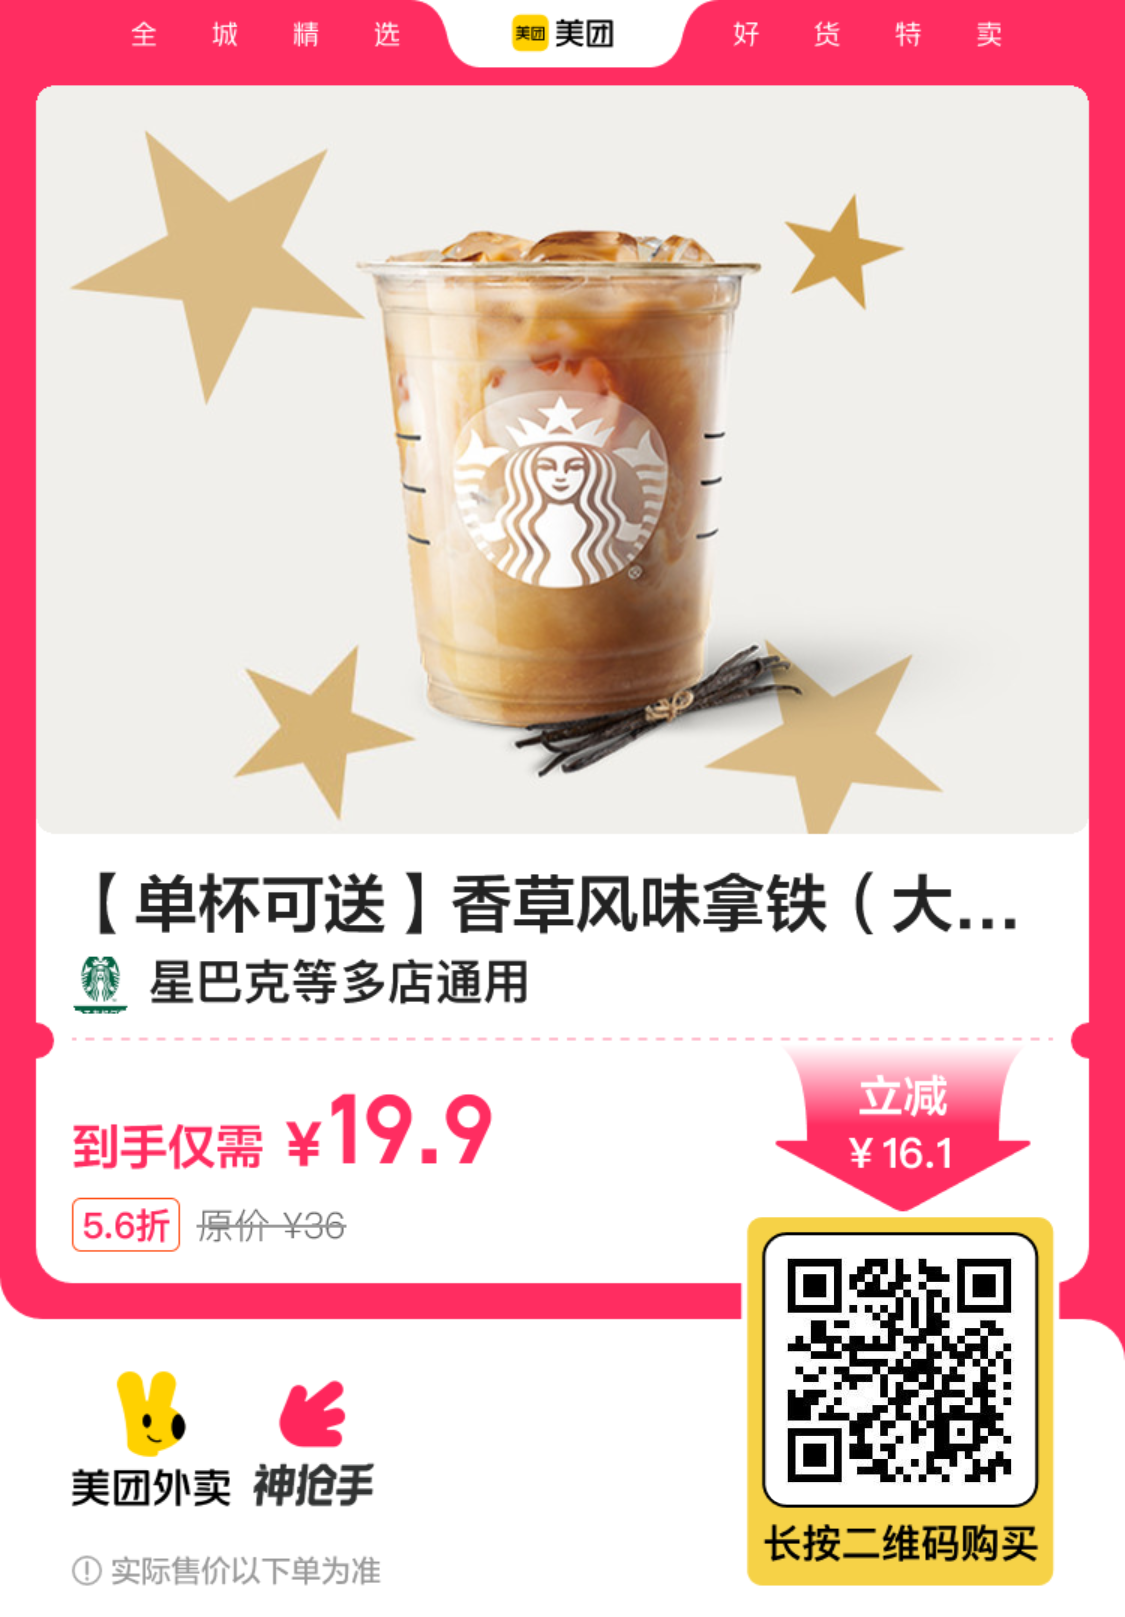 全城精选 美团 美团 好货特卖
【单杯可送】香草风味拿铁（大...
星巴克等多店通用
立减
到手仅需 ¥19.9
¥16.1
5.6折 原价 ¥36
美团外卖 神抢手
长按二维码购买
实际售价以下单为准